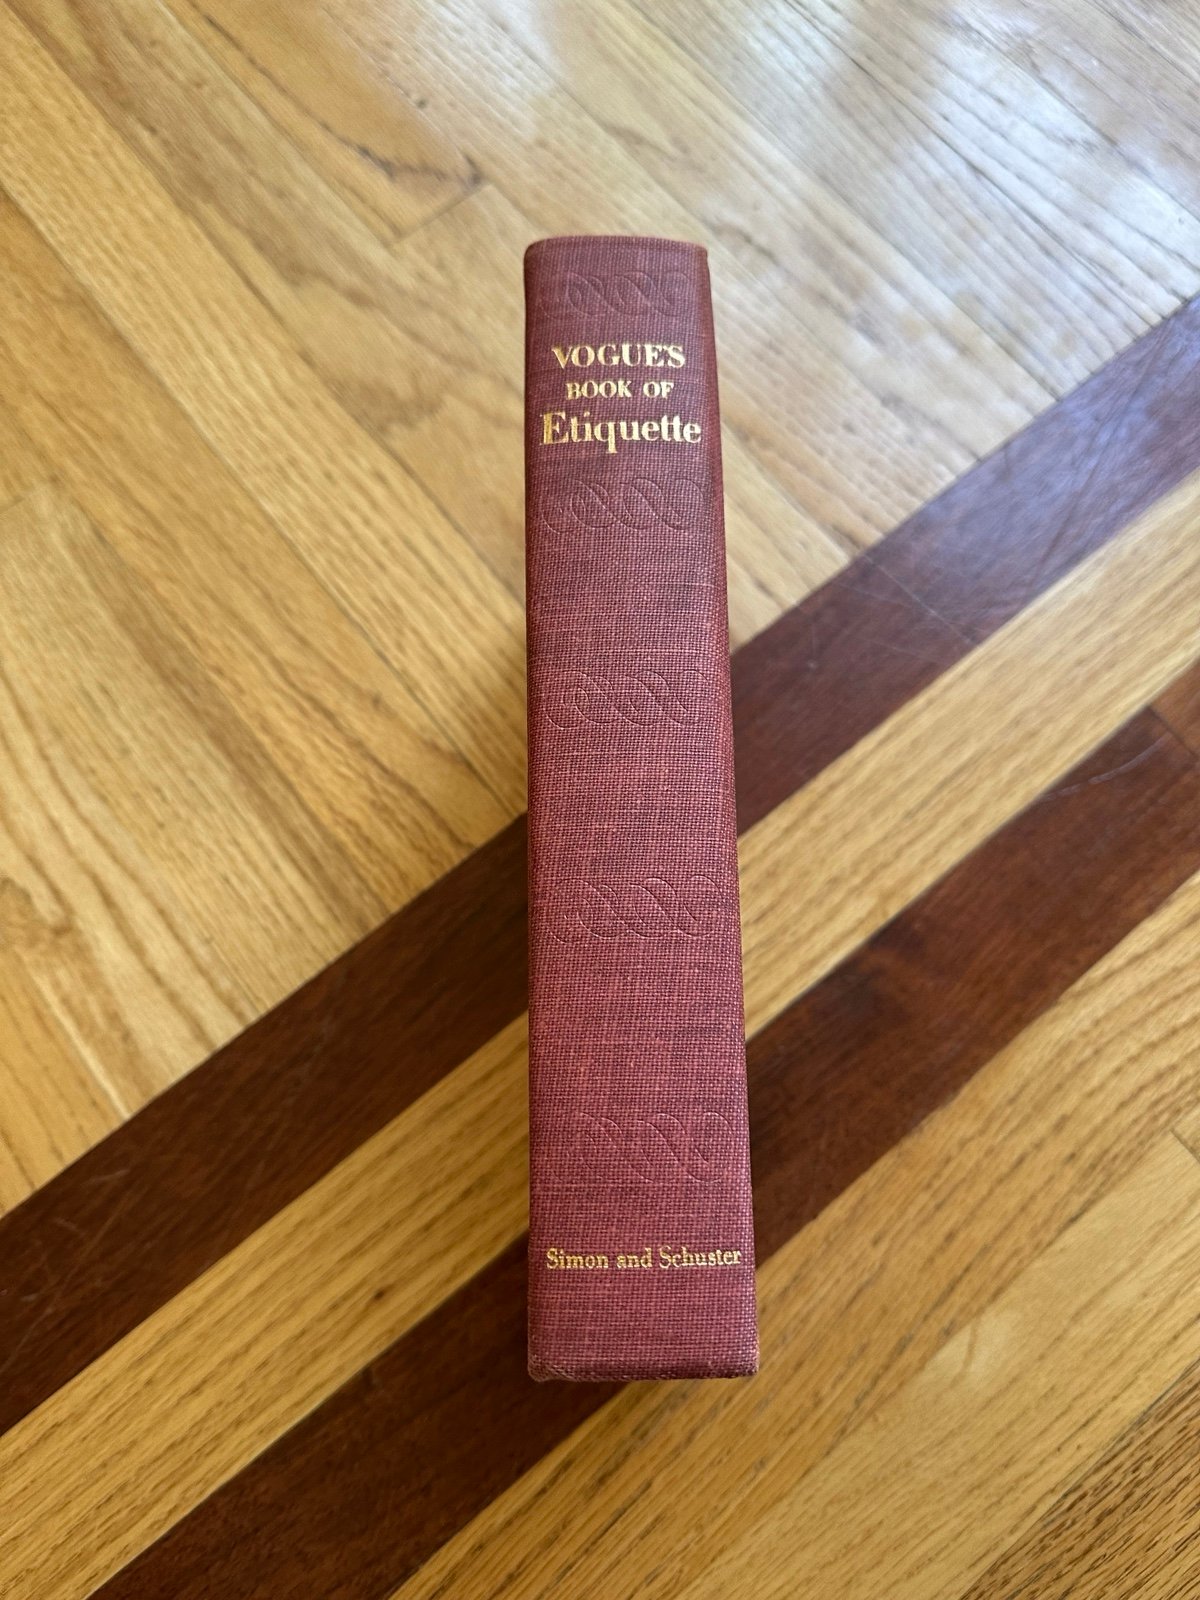 VOGUE'S
BOOK OF
Etiquette
Simon and Schuster